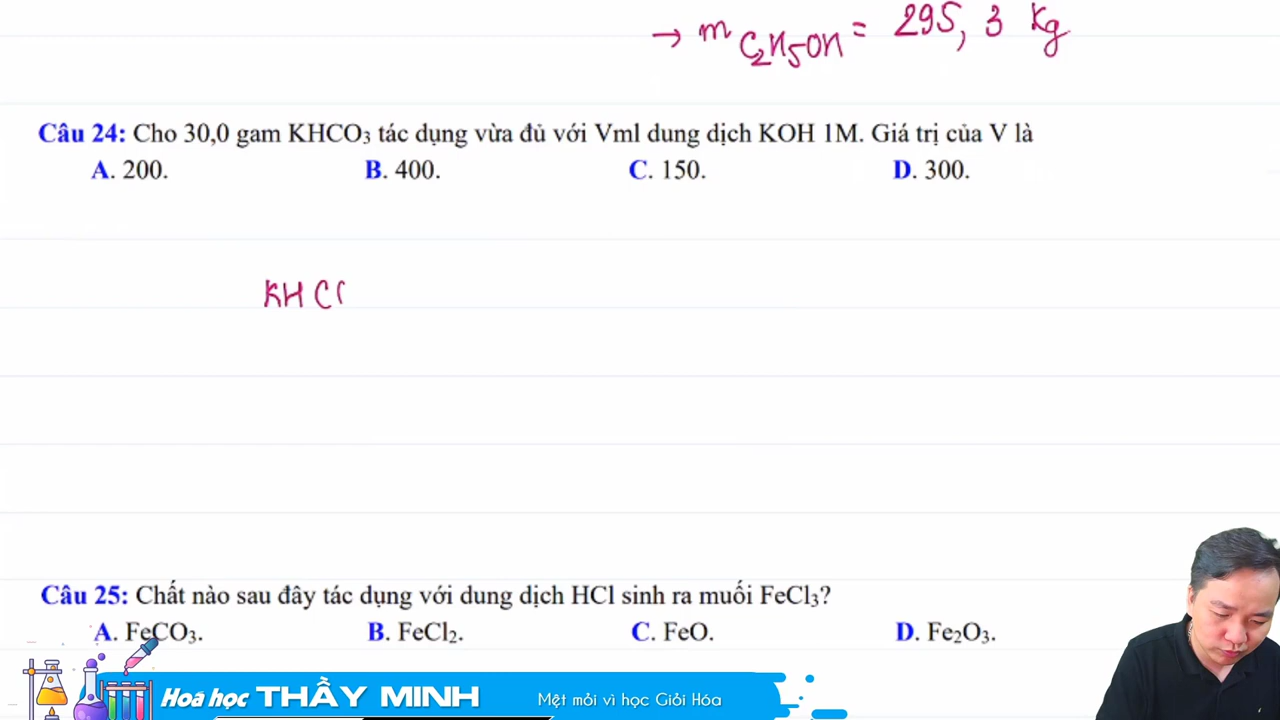 → m C₂H₅OH = 295,3 Kg
Câu 24: Cho 30,0 gam KHCO₃ tác dụng vừa đủ với Vml dung dịch KOH 1M. Giá trị của V là
A. 200. B. 400. C. 150. D. 300.
KHC
Câu 25: Chất nào sau đây tác dụng với dung dịch HCl sinh ra muối FeCl₃?
A. FeCO₃. B. FeCl₂. C. FeO. D. Fe₂O₃.
Hoá học THẦY MINH Mệt mỏi vì học Giỏi Hóa